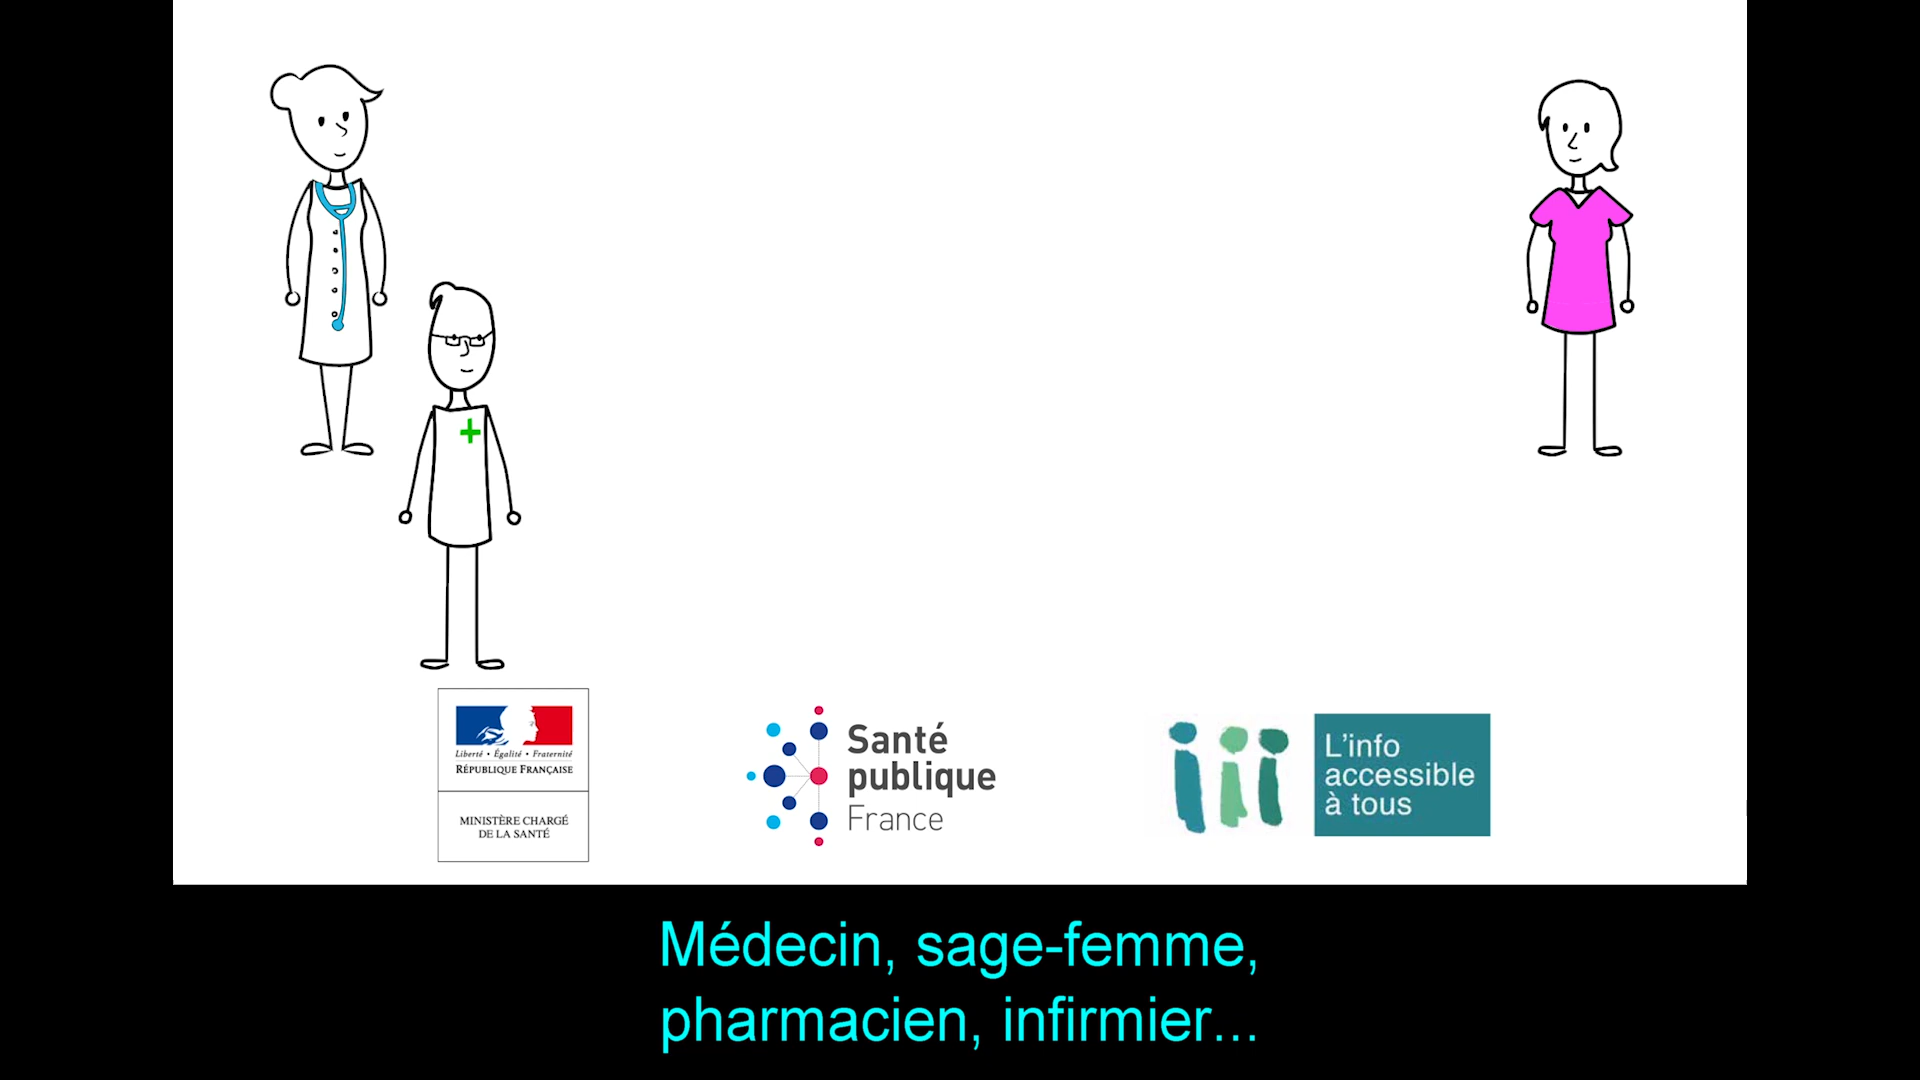 Liberté • Égalité • Fraternité
RÉPUBLIQUE FRANÇAISE
MINISTÈRE CHARGÉ
DE LA SANTÉ
Santé
publique
France
L'info
accessible
à tous
Médecin, sage-femme,
pharmacien, infirmier...